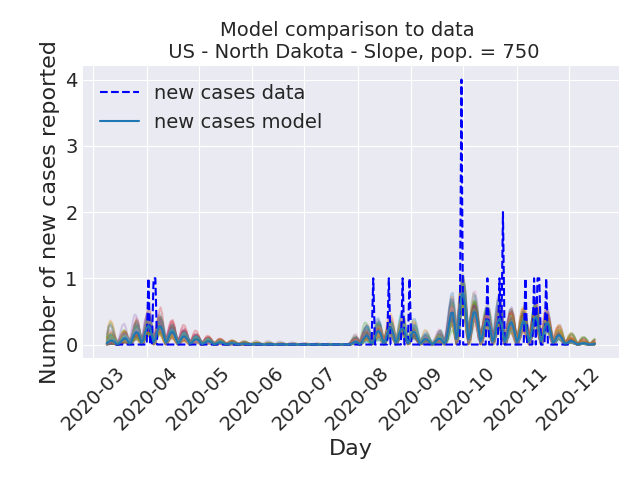 Model comparison to data
US - North Dakota - Slope, pop. = 750
Number of new cases reported
4
3
2
1
0
new cases data
new cases model
2020-03
2020-04
2020-05
2020-06
2020-07
2020-08
2020-09
2020-10
2020-11
2020-12
Day